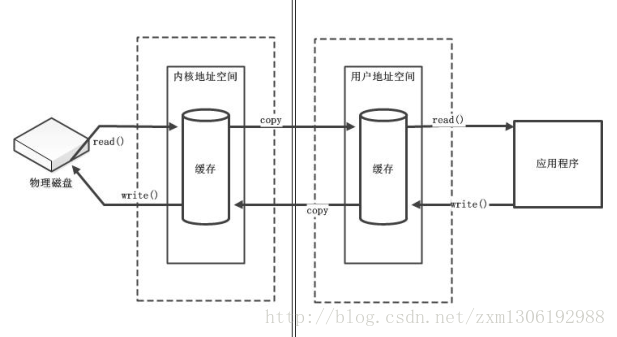 内核地址空间
用户地址空间
copy
read()
read()
缓存
缓存
应用程序
物理磁盘
write()
copy
write()
http://blog.csdn.net/zxm1306192988